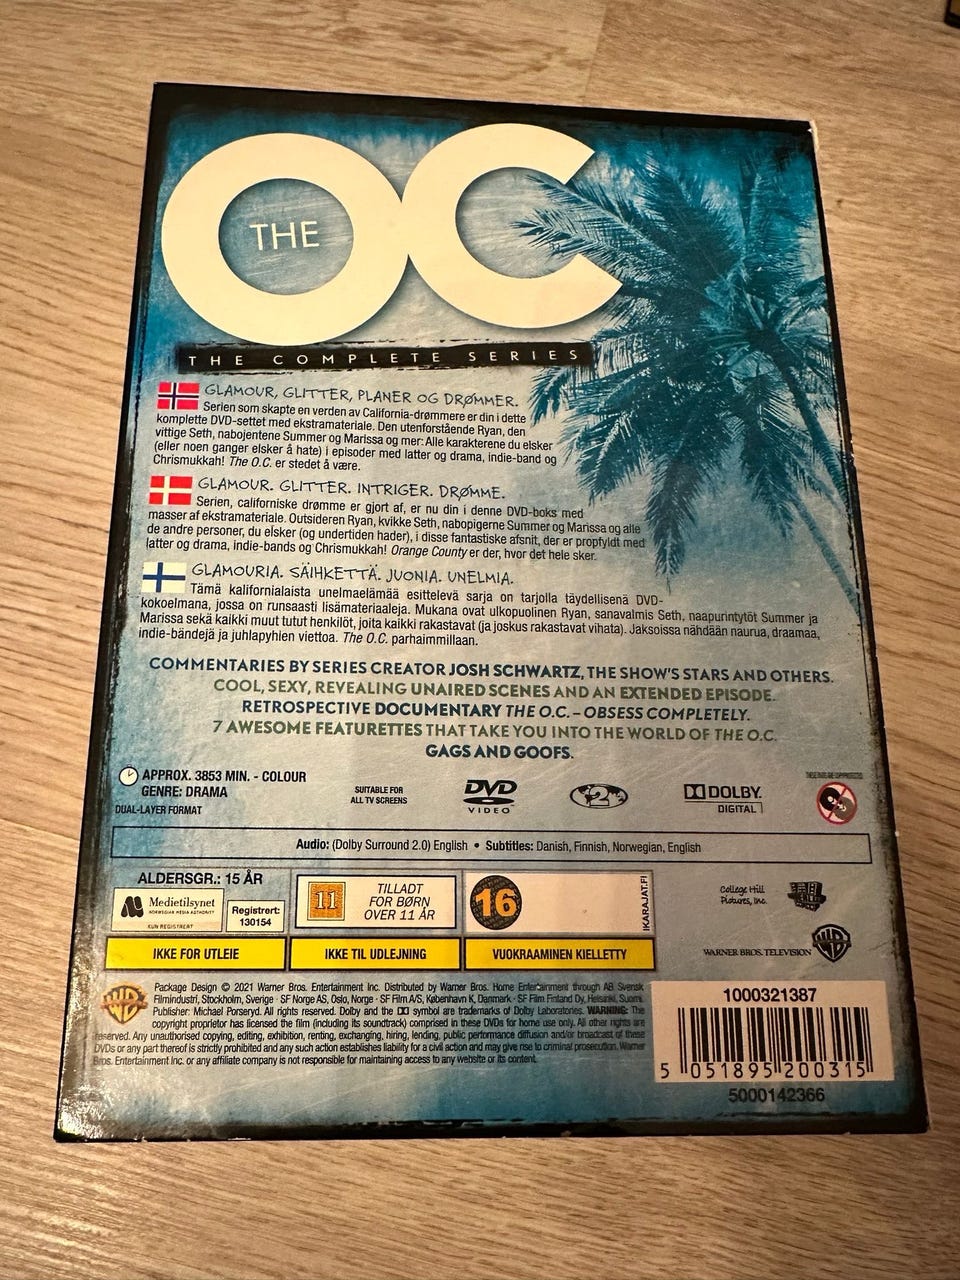 THE
OC
THE COMPLETE SERIES
GLAMOUR, GLITTER, PLANER OG DRØMMER.
Serien som skapte en verden av California-drømmere er din i dette
komplette DVD-settet med ekstramateriale. Den utenforstående Ryan, den
vittige Seth, nabojentene Summer og Marissa og mer: Alle karakterene du elsker
(eller noen ganger elsker å hate) i episoder med latter og drama, indie-band og
Chrismukkah! The O.C. er stedet å være.
GLAMOUR. GLITTER. INTRIGER. DRØMME.
Serien, californiske drømme er gjort af, er nu din i denne DVD-boks med
masser af ekstramateriale. Outsideren Ryan, kvikke Seth, nabopigerne Summer og Marissa og alle
de andre personer, du elsker (og undertiden hader), i disse fantastiske afsnit, der er propfyldt med
latter og drama, indie-bands og Chrismukkah! Orange County er der, hvor det hele sker.
GLAMOURIA. SÄIHKETTÄ. JUONIA. UNELMIA.
Tämä kalifornialaista unelmaelämää esittelevä sarja on tarjolla täydellisenä DVD-
kokoelmana, jossa on runsaasti lisämateriaaleja. Mukana ovat ulkopuolinen Ryan, sanavalmis Seth, naapurintytöt Summer ja
Marissa sekä kaikki muut tutut henkilöt, joita kaikki rakastavat (ja joskus rakastavat vihata). Jaksoissa nähdään naurua, draamaa,
indie-bändejä ja juhlapyhien viettoa. The O.C. parhaimmillaan.
COMMENTARIES BY SERIES CREATOR JOSH SCHWARTZ, THE SHOW'S STARS AND OTHERS.
COOL, SEXY, REVEALING UNAIRED SCENES AND AN EXTENDED EPISODE.
RETROSPECTIVE DOCUMENTARY THE O.C. – OBSESS COMPLETELY.
7 AWESOME FEATURETTES THAT TAKE YOU INTO THE WORLD OF THE O.C.
GAGS AND GOOFS.
APPROX. 3853 MIN. - COLOUR
GENRE: DRAMA
DUAL-LAYER FORMAT
SUITABLE FOR
ALL TV SCREENS
DVD
VIDEO
2
DOLBY
DIGITAL
Audio: (Dolby Surround 2.0) English • Subtitles: Danish, Finnish, Norwegian, English
ALDERSGR.: 15 ÅR
Medietilsynet
NORWEGIAN MEDIA AUTHORITY
KUN REGISTRERT
Registrert:
130154
11
TILLADT
FOR BØRN
OVER 11 ÅR
16
IKARAJAT.FI
College Hill
Pictures, Inc.
IKKE FOR UTLEIE
IKKE TIL UDLEJNING
VUOKRAAMINEN KIELLETTY
WARNER BROS. TELEVISION
WB
WB
Package Design © 2021 Warner Bros. Entertainment Inc. Distributed by Warner Bros. Home Entertainment through AB Svensk
Filmindustri, Stockholm, Sverige · SF Norge AS, Oslo, Norge · SF Film A/S, København K, Danmark · SF Film Finland Oy, Helsinki, Suomi.
Publisher: Michael Porseryd. All rights reserved. Dolby and the DD symbol are trademarks of Dolby Laboratories. WARNING: The
copyright proprietor has licensed the film (including its soundtrack) comprised in these DVDs for home use only. All other rights are
reserved. Any unauthorised copying, editing, exhibition, renting, exchanging, hiring, lending, public performance diffusion and/or broadcast of these
DVDs or any part thereof is strictly prohibited and any such action establishes liability for a civil action and may give rise to criminal prosecution. Warner
Bros. Entertainment Inc. or any affiliate company is not responsible for maintaining access to any website or its content.
1000321387
5 051895 200315
5000142366